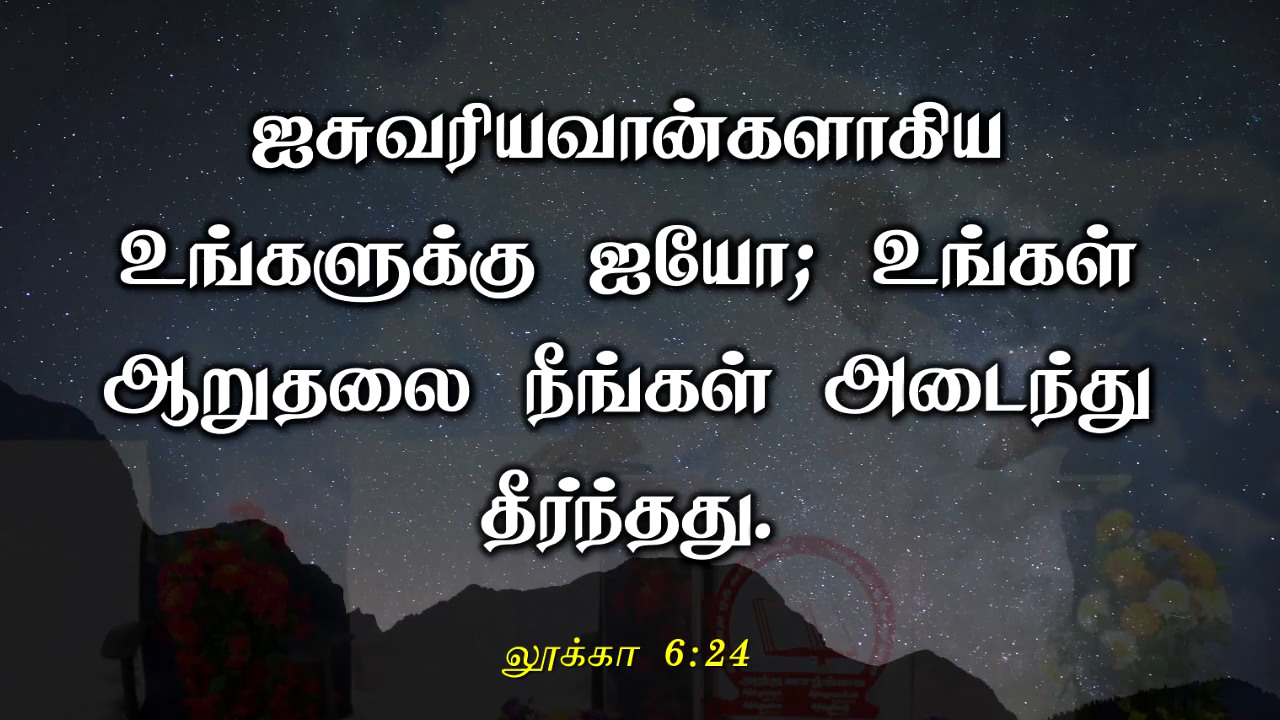 ஐசுவரியவான்களாகிய
உங்களுக்கு ஐயோ; உங்கள்
ஆறுதலை நீங்கள் அடைந்து
தீர்ந்தது.
லூக்கா 6:24